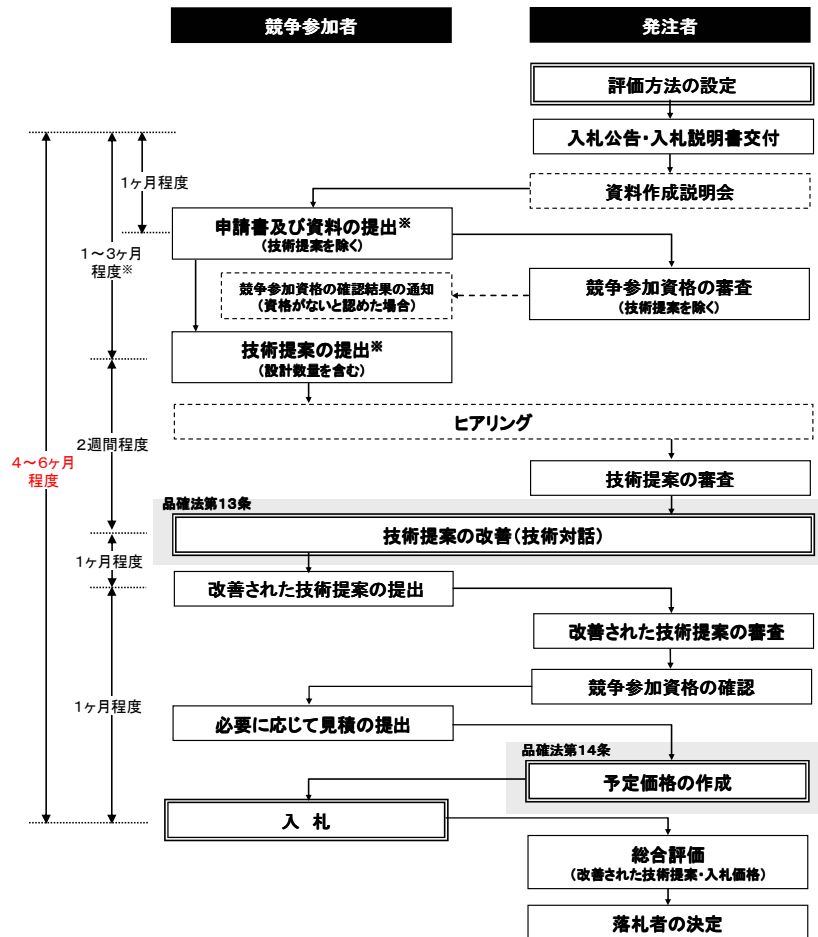 競争参加者
発注者
評価方法の設定
入札公告・入札説明書交付
1ヶ月程度
資料作成説明会
申請書及び資料の提出※
(技術提案を除く)
1～3ヶ月
程度※
競争参加資格の確認結果の通知
(資格がないと認めた場合)
競争参加資格の審査
(技術提案を除く)
技術提案の提出※
(設計数量を含む)
ヒアリング
2週間程度
4～6ヶ月
程度
技術提案の審査
品確法第13条
技術提案の改善(技術対話)
1ヶ月程度
改善された技術提案の提出
改善された技術提案の審査
競争参加資格の確認
1ヶ月程度
必要に応じて見積の提出
品確法第14条
予定価格の作成
入 札
総合評価
(改善された技術提案・入札価格)
落札者の決定